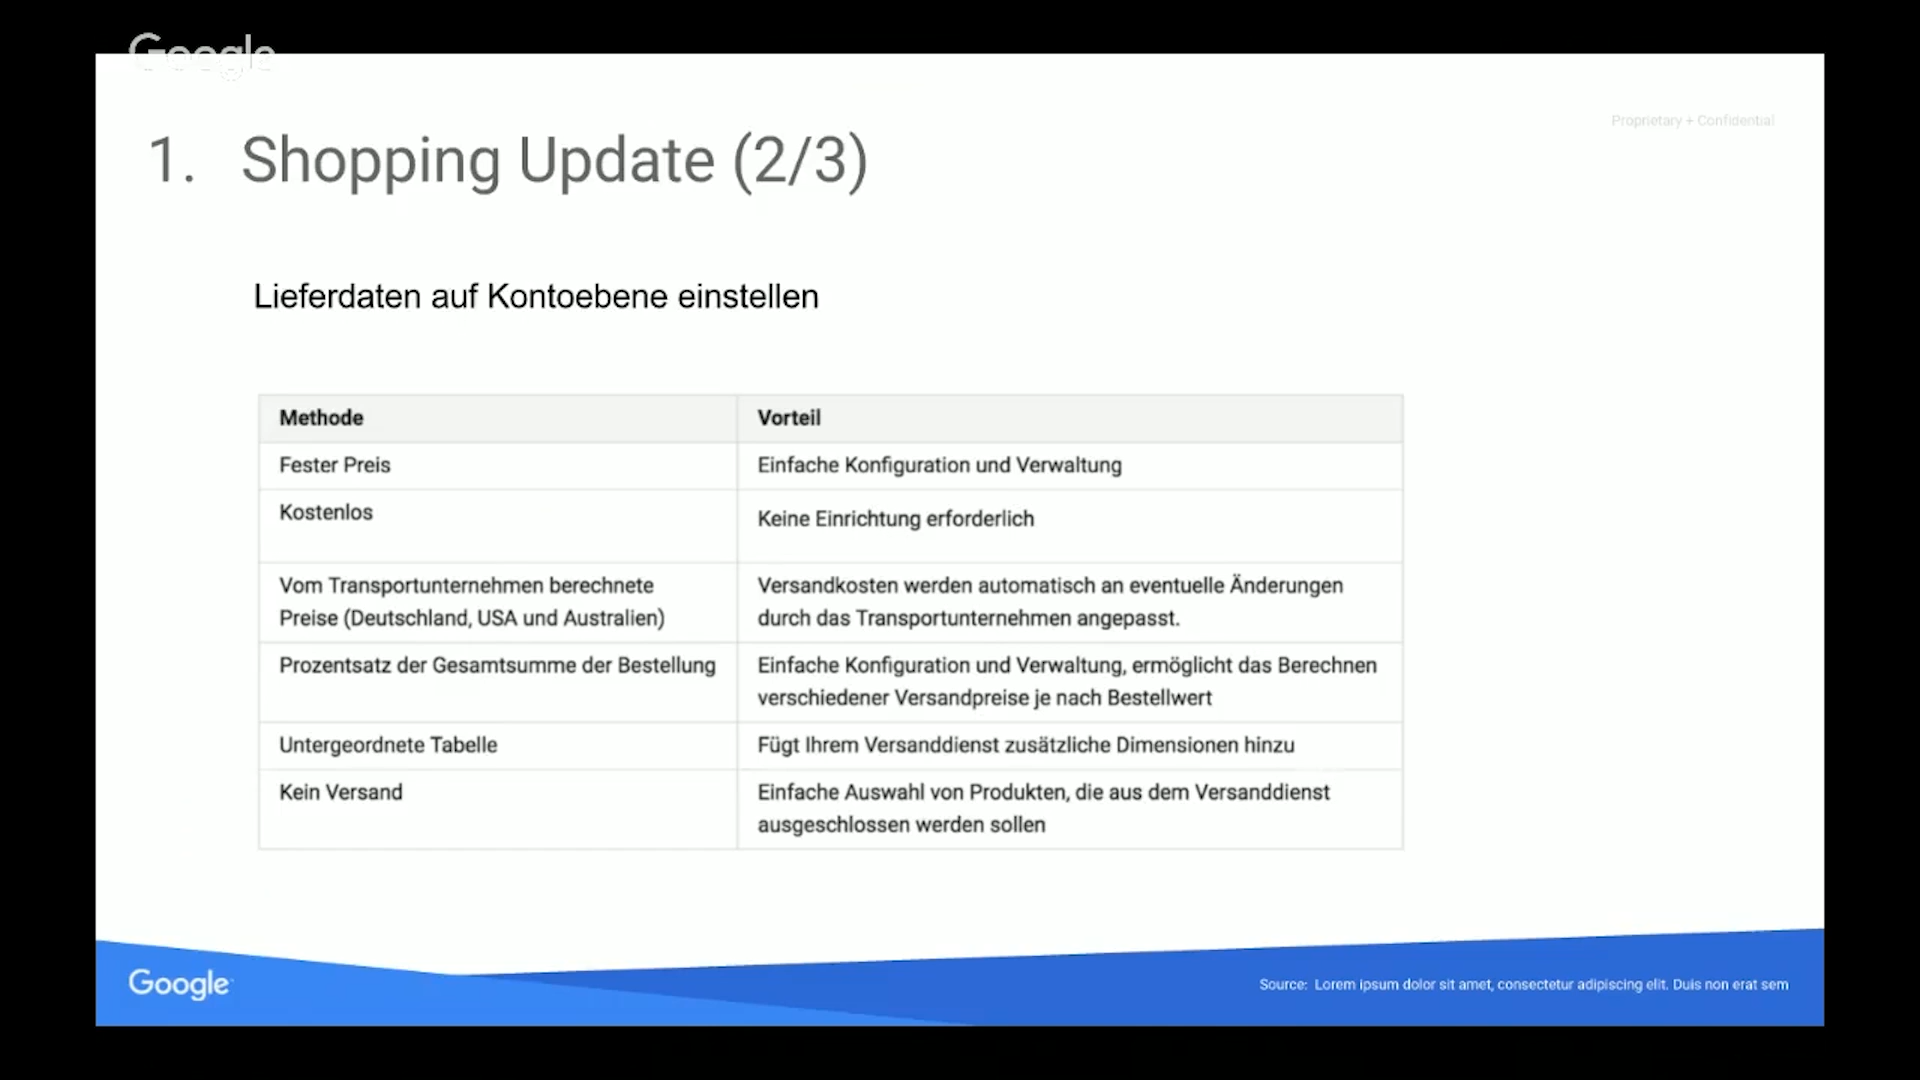 Google
Proprietary + Confidential
1. Shopping Update (2/3)
Lieferdaten auf Kontoebene einstellen
Methode
Vorteil
Fester Preis
Einfache Konfiguration und Verwaltung
Kostenlos
Keine Einrichtung erforderlich
Vom Transportunternehmen berechnete
Preise (Deutschland, USA und Australien)
Versandkosten werden automatisch an eventuelle Änderungen
durch das Transportunternehmen angepasst.
Prozentsatz der Gesamtsumme der Bestellung
Einfache Konfiguration und Verwaltung, ermöglicht das Berechnen
verschiedener Versandpreise je nach Bestellwert
Untergeordnete Tabelle
Fügt Ihrem Versanddienst zusätzliche Dimensionen hinzu
Kein Versand
Einfache Auswahl von Produkten, die aus dem Versanddienst
ausgeschlossen werden sollen
Google
Source: Lorem ipsum dolor sit amet, consectetur adipiscing elit. Duis non erat sem